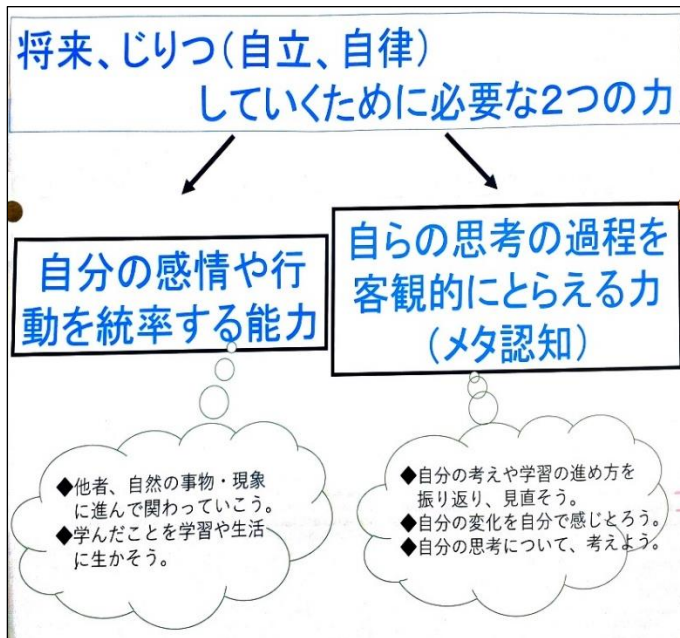 将来、じりつ（自立、自律）
していくために必要な2つの力
自分の感情や行
動を統率する能力
自らの思考の過程を
客観的にとらえる力
（メタ認知）
◆他者、自然の事物・現象
に進んで関わっていこう。
◆学んだことを学習や生活
に生かそう。
◆自分の考えや学習の進め方を
振り返り、見直そう。
◆自分の変化を自分で感じとろう。
◆自分の思考について、考えよう。